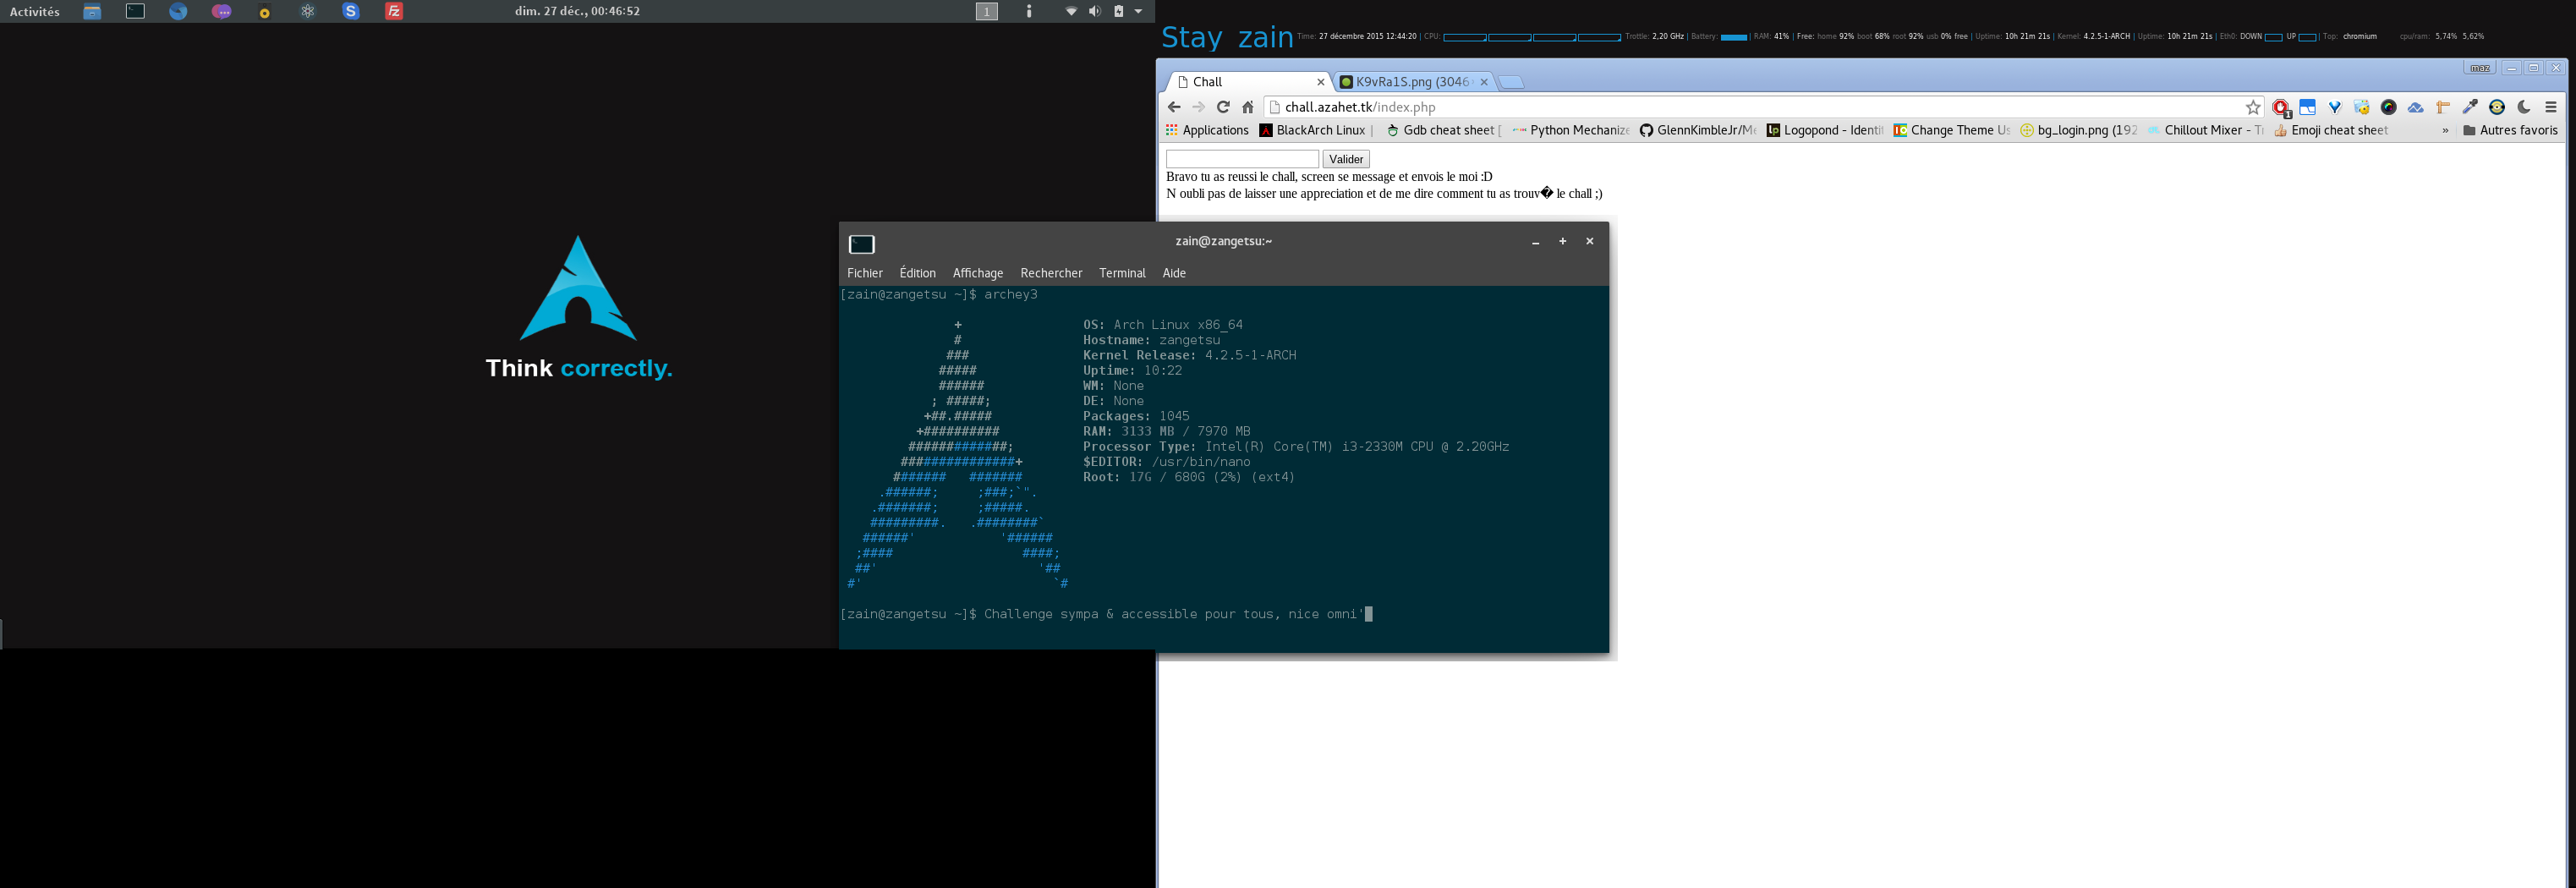 Activités
dim. 27 déc., 00:46:52
1
Think correctly.
Stay zain
Time: 27 décembre 2015 12:44:20 | CPU: Trottle: 2,20 GHz | Battery: | RAM: 41% | Free: home 92% boot 68% root 92% usb 0% free | Uptime: 10h 21m 21s | Kernel: 4.2.5-1-ARCH | Uptime: 10h 21m 21s | Eth0: DOWN UP | Top: chromium cpu/ram: 5,74% 5,62%
maz
Chall
K9vRa1S.png (3046
chall.azahet.tk/index.php
Applications BlackArch Linux | Gdb cheat sheet [ Python Mechanize GlennKimbleJr/Me Logopond - Identit Change Theme Us bg_login.png (192 Chillout Mixer - Tr Emoji cheat sheet » Autres favoris
Valider
Bravo tu as reussi le chall, screen se message et envois le moi :D
N oubli pas de laisser une appreciation et de me dire comment tu as trouv� le chall ;)
zain@zangetsu:~
Fichier Édition Affichage Rechercher Terminal Aide
[zain@zangetsu ~]$ archey3
OS: Arch Linux x86_64
Hostname: zangetsu
Kernel Release: 4.2.5-1-ARCH
Uptime: 10:22
WM: None
DE: None
Packages: 1045
RAM: 3133 MB / 7970 MB
Processor Type: Intel(R) Core(TM) i3-2330M CPU @ 2.20GHz
$EDITOR: /usr/bin/nano
Root: 17G / 680G (2%) (ext4)
[zain@zangetsu ~]$ Challenge sympa & accessible pour tous, nice omni'